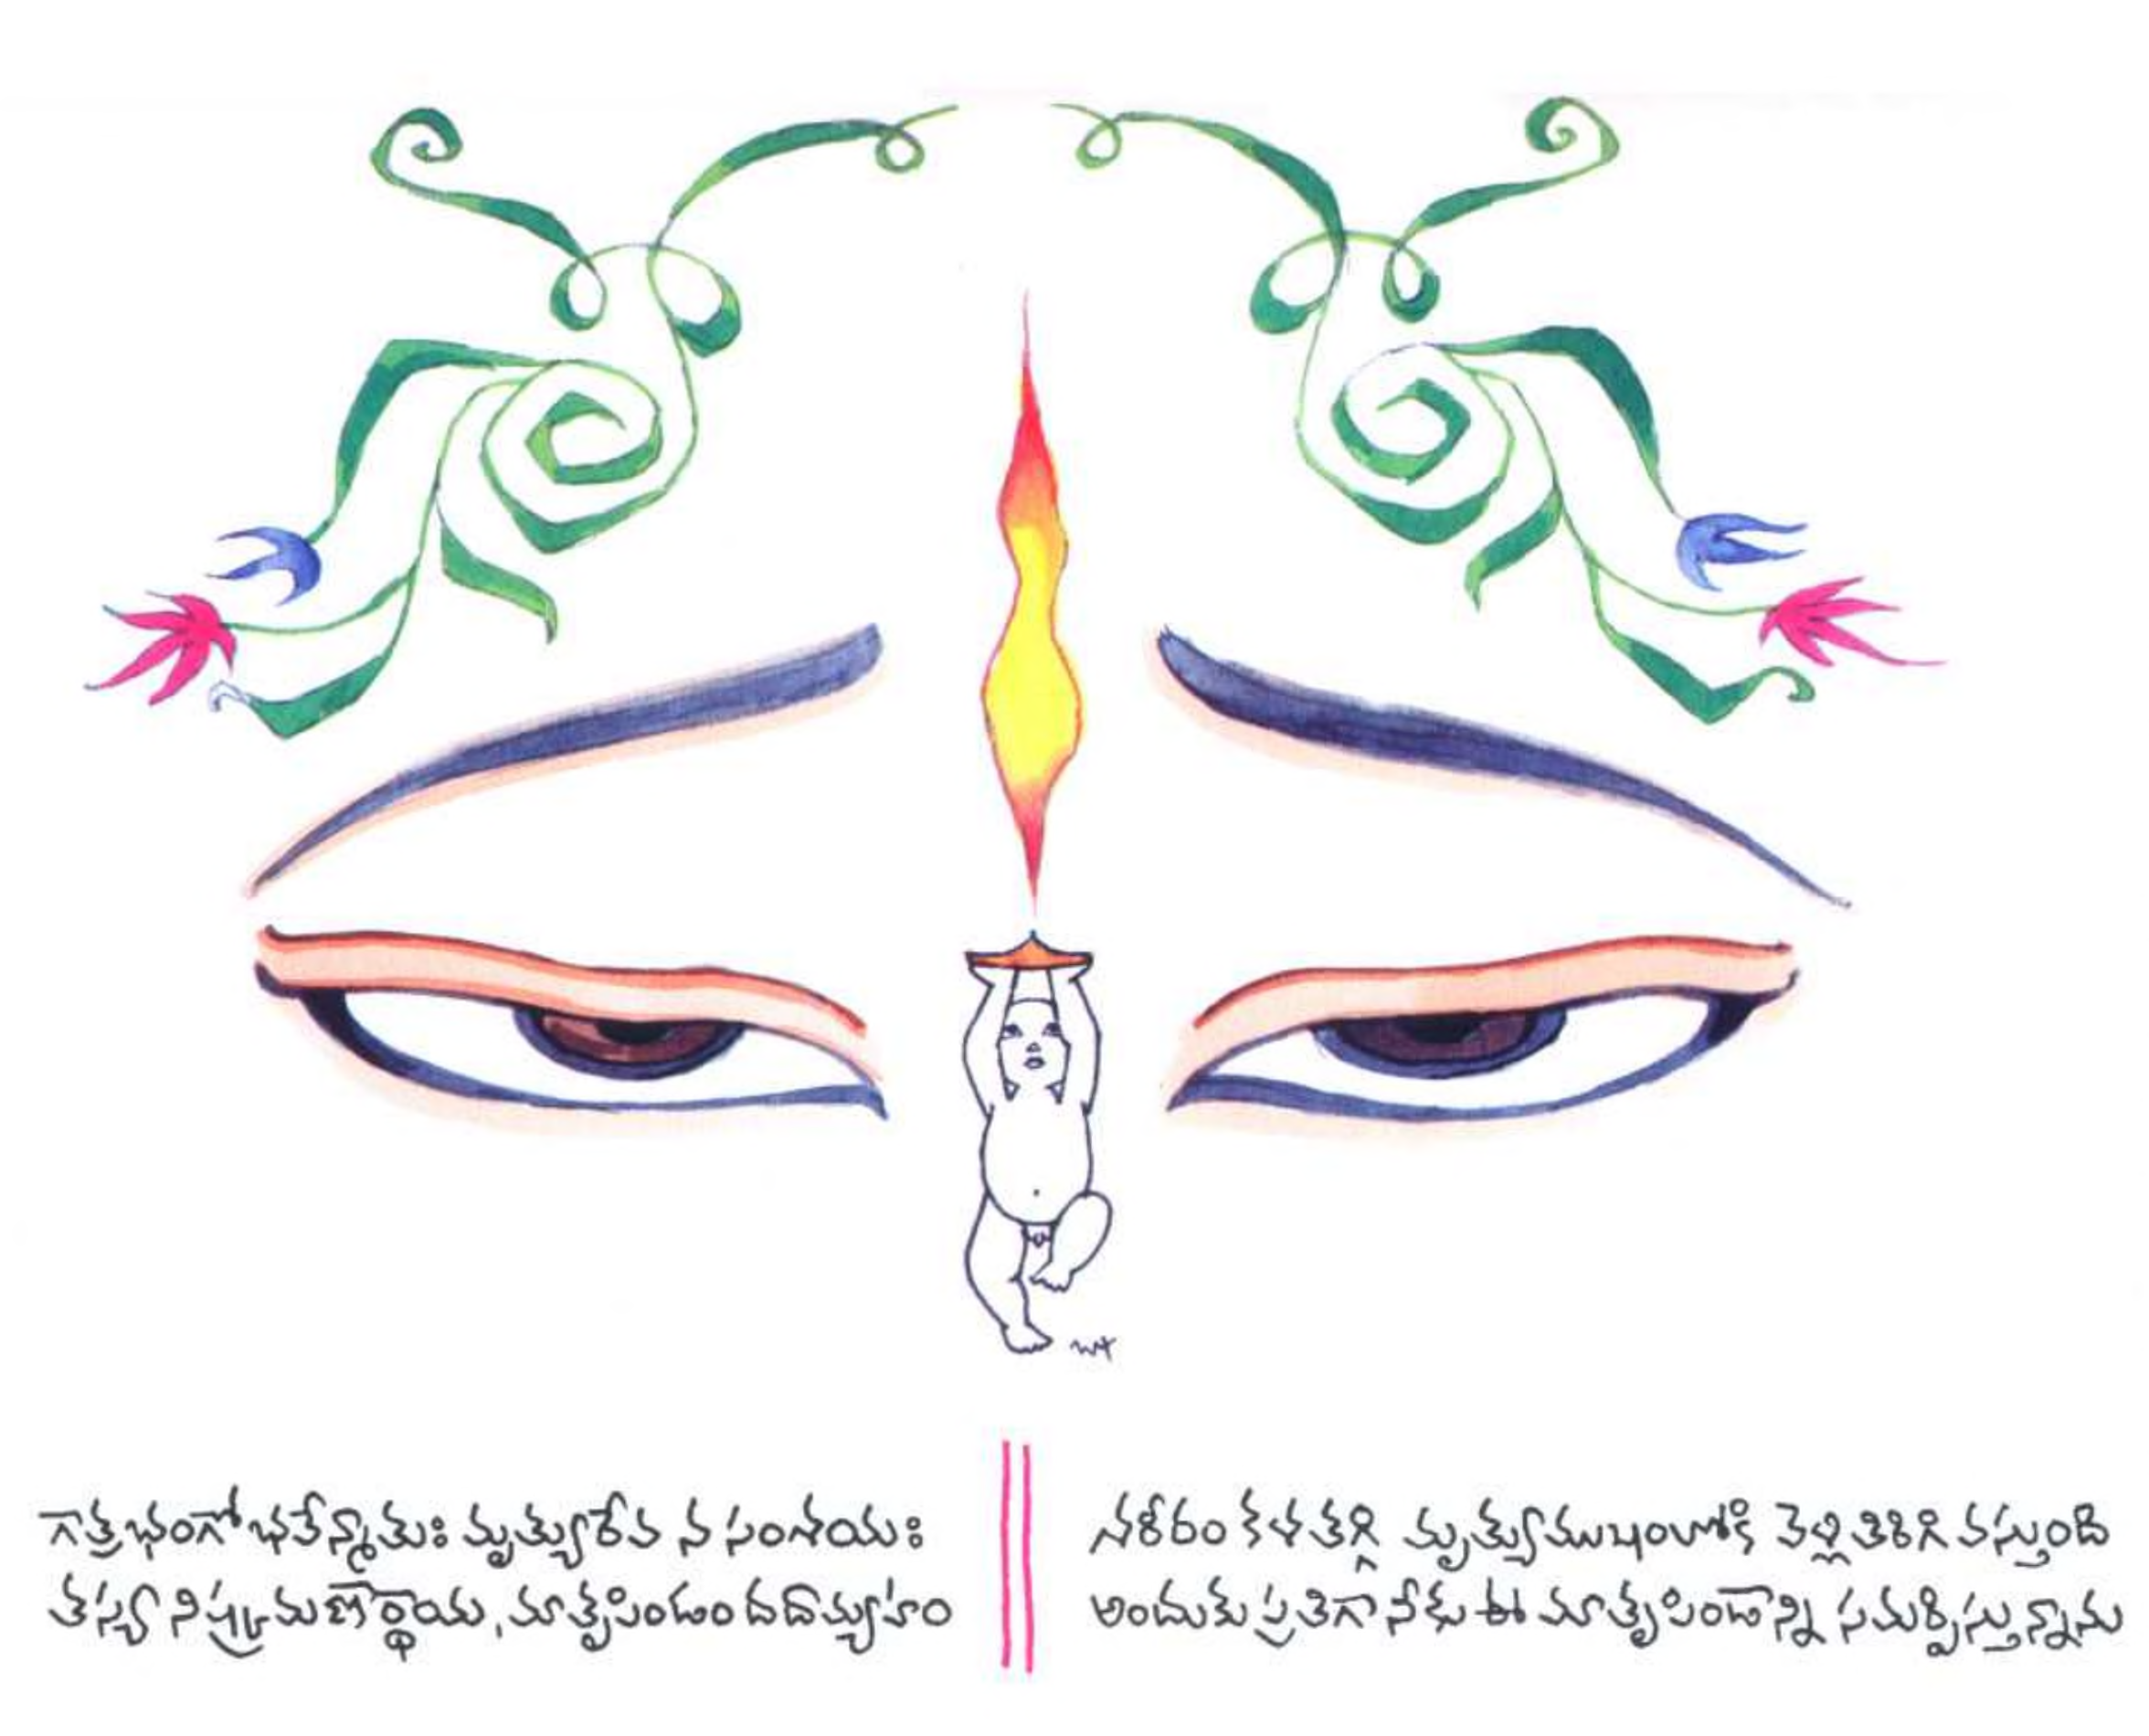 గాత్రభంగో భవేన్మాతుః మృత్యురేవ న సంశయః
తస్యా నిష్క్రమణార్థాయ, మాతృపిండం దదామ్యహం
శరీరం కళ తగ్గి మృత్యుముఖంలోకి వెళ్లి తిరిగి వస్తుంది
అందుకు ప్రతిగా నేను ఈ మాతృపిండాన్ని సమర్పిస్తున్నాను